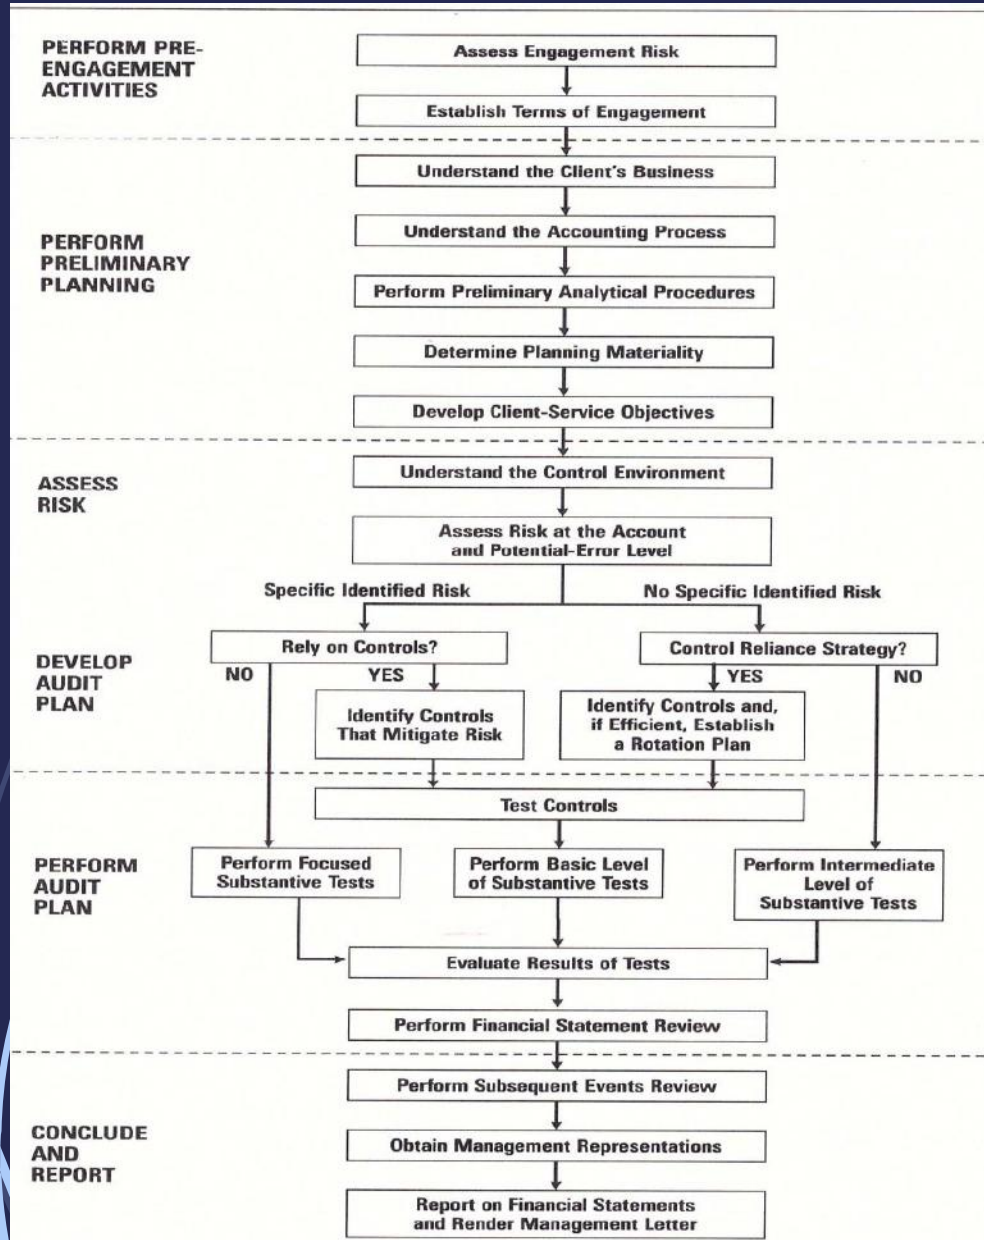 PERFORM PRE-
ENGAGEMENT
ACTIVITIES
Assess Engagement Risk
Establish Terms of Engagement
PERFORM
PRELIMINARY
PLANNING
Understand the Client's Business
Understand the Accounting Process
Perform Preliminary Analytical Procedures
Determine Planning Materiality
Develop Client-Service Objectives
ASSESS
RISK
Understand the Control Environment
Assess Risk at the Account
and Potential-Error Level
Specific Identified Risk
No Specific Identified Risk
DEVELOP
AUDIT
PLAN
Rely on Controls?
Control Reliance Strategy?
NO
YES
YES
NO
Identify Controls
That Mitigate Risk
Identify Controls and,
if Efficient, Establish
a Rotation Plan
PERFORM
AUDIT
PLAN
Test Controls
Perform Focused
Substantive Tests
Perform Basic Level
of Substantive Tests
Perform Intermediate
Level of
Substantive Tests
Evaluate Results of Tests
Perform Financial Statement Review
CONCLUDE
AND
REPORT
Perform Subsequent Events Review
Obtain Management Representations
Report on Financial Statements
and Render Management Letter